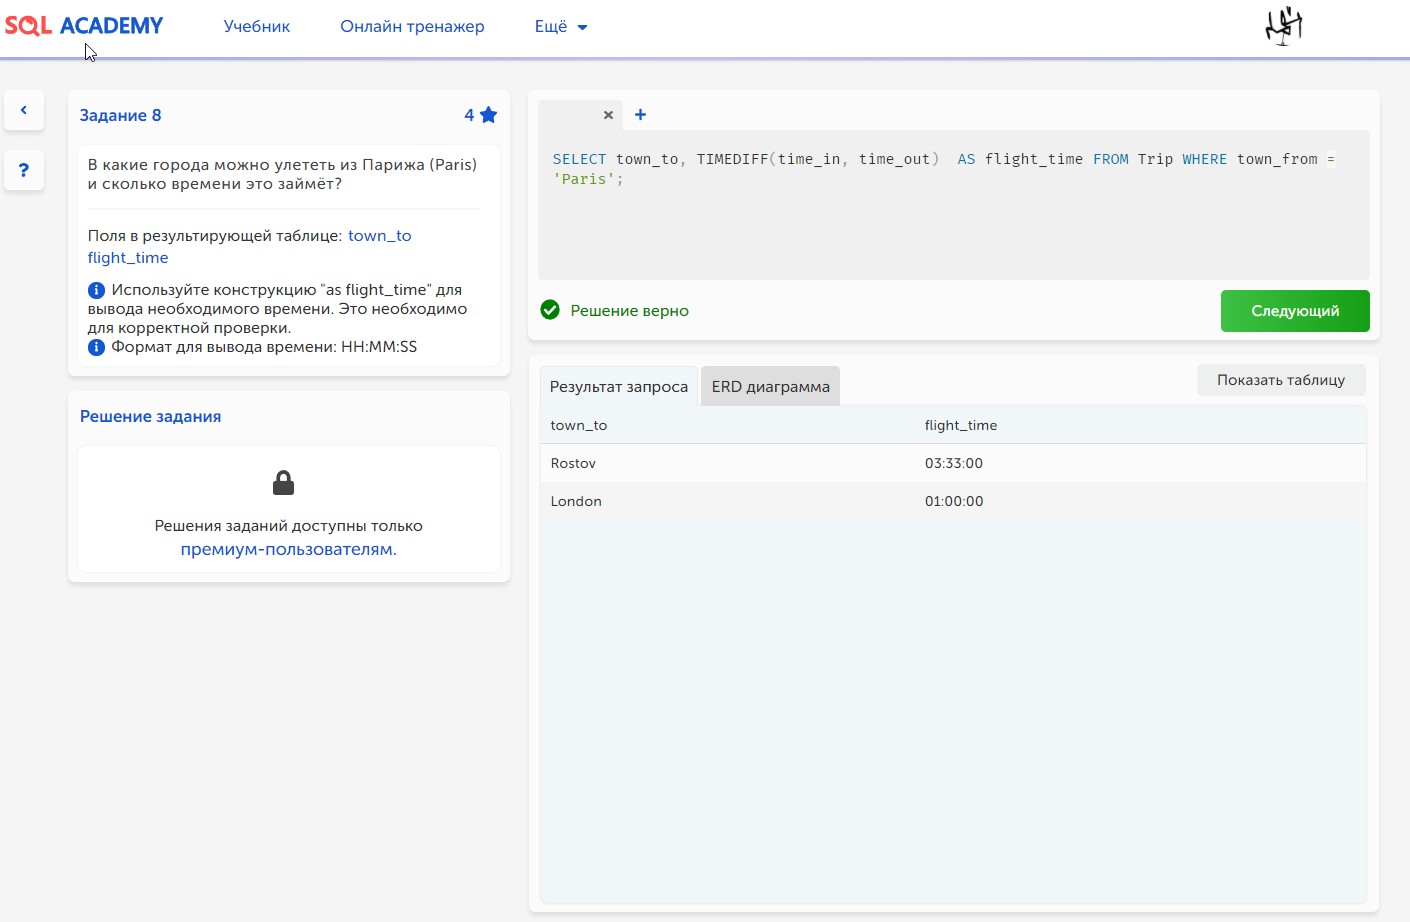 SQL ACADEMY
Учебник
Онлайн тренажер
Ещё
Задание 8
4
В какие города можно улететь из Парижа (Paris)
и сколько времени это займёт?
Поля в результирующей таблице: town_to
flight_time
Используйте конструкцию "as flight_time" для
вывода необходимого времени. Это необходимо
для корректной проверки.
Формат для вывода времени: HH:MM:SS
Решение задания
Решения заданий доступны только
премиум-пользователям.
SELECT town_to, TIMEDIFF(time_in, time_out)  AS flight_time FROM Trip WHERE town_from =
'Paris';
Решение верно
Следующий
Результат запроса
ERD диаграмма
Показать таблицу
town_to flight_time
Rostov 03:33:00
London 01:00:00